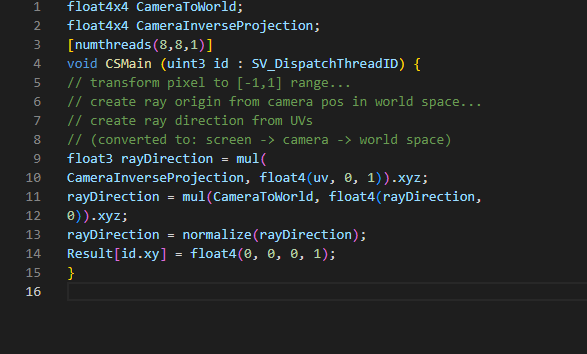 1 float4x4 CameraToWorld;
2 float4x4 CameraInverseProjection;
3 [numthreads(8,8,1)]
4 void CSMain (uint3 id : SV_DispatchThreadID) {
5 // transform pixel to [-1,1] range...
6 // create ray origin from camera pos in world space...
7 // create ray direction from UVs
8 // (converted to: screen -> camera -> world space)
9 float3 rayDirection = mul(
10 CameraInverseProjection, float4(uv, 0, 1)).xyz;
11 rayDirection = mul(CameraToWorld, float4(rayDirection,
12 0)).xyz;
13 rayDirection = normalize(rayDirection);
14 Result[id.xy] = float4(0, 0, 0, 1);
15 }
16